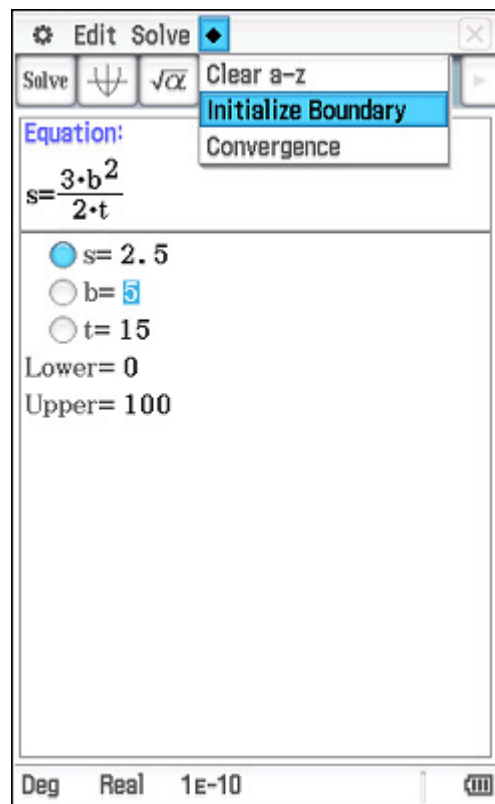 Edit Solve
Solve √α Clear a-z
Initialize Boundary
Convergence
Equation:
s=3·b²/2·t
s= 2.5
b= 5
t= 15
Lower= 0
Upper= 100
Deg Real 1E-10